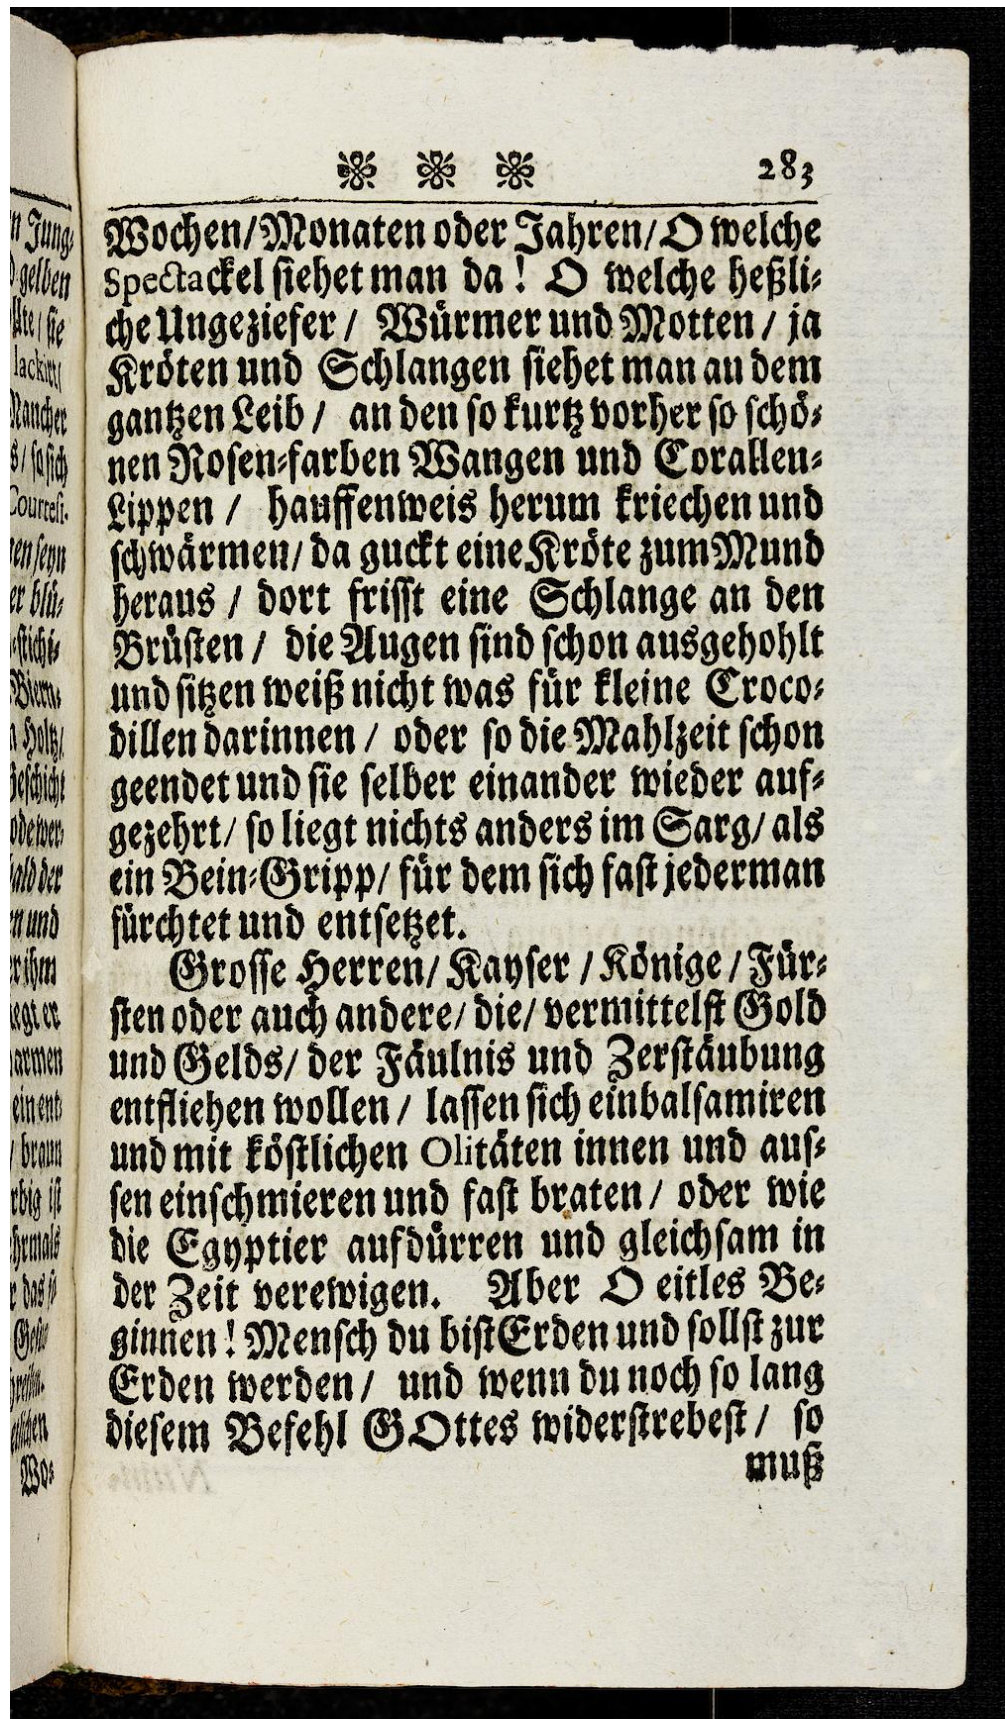 283
Wochen/Monaten oder Jahren/O welche
Spectackel siehet man da! O welche heßli-
che Ungeziefer / Würmer und Motten / ja
Kröten und Schlangen siehet man au dem
gantzen Leib / an den so kurtz vorher so schö-
nen Rosen-farben Wangen und Corallen-
Lippen / hauffenweis herum kriechen und
schwärmen/ da guckt eine Kröte zum Mund
heraus / dort frisst eine Schlange an den
Brüsten / die Augen sind schon ausgehohlt
und sitzen weiß nicht was für kleine Croco-
dillen darinnen / oder so die Mahlzeit schon
geendet und sie selber einander wieder auf-
gezehrt/ so liegt nichts anders im Sarg/ als
ein Bein-Gripp/ für dem sich fast jederman
fürchtet und entsetzet.
Grosse Herren/ Kayser / Könige / Für-
sten oder auch andere/ die/ vermittelst Gold
und Gelds/ der Fäulnis und Zerstäubung
entfliehen wollen / lassen sich einbalsamiren
und mit köstlichen Olitäten innen und aus-
sen einschmieren und fast braten / oder wie
die Egyptier aufdürren und gleichsam in
der Zeit verewigen. Aber O eitles Be-
ginnen! Mensch du bist Erden und sollst zur
Erden werden / und wenn du noch so lang
diesem Befehl GOttes widerstrebest / so
muß